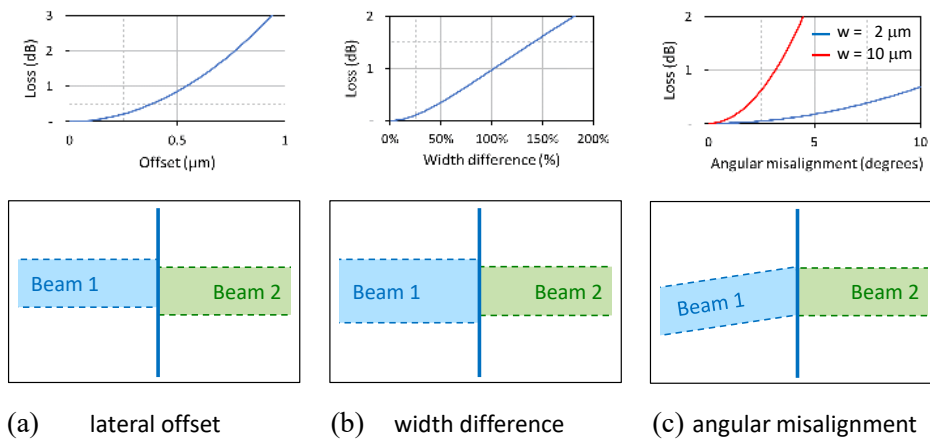 3
2
1
-
Loss (dB)
0
0.5
1
Offset (μm)
2
1
-
Loss (dB)
0%
50%
100%
150%
200%
Width difference (%)
2
1
-
Loss (dB)
w = 2 μm
w = 10 μm
0
5
10
Angular misalignment (degrees)
Beam 1
Beam 2
Beam 1
Beam 2
Beam 1
Beam 2
(a) lateral offset
(b) width difference
(c) angular misalignment